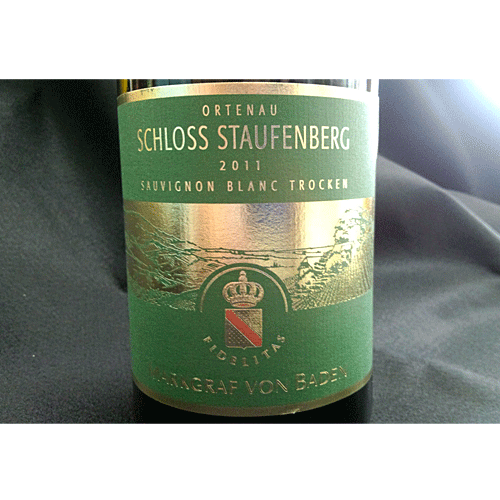 ORTENAU
SCHLOSS STAUFENBERG
2011
SAUVIGNON BLANC TROCKEN
FIDELITAS
MARKGRAF VON BADEN